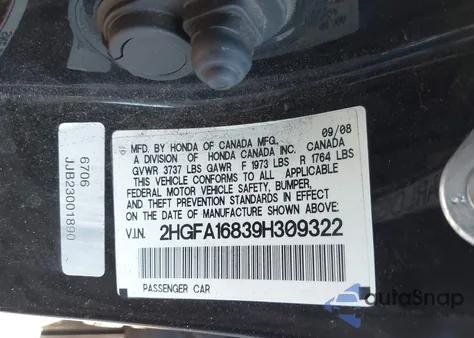 MFD. BY HONDA OF CANADA MFG., 09/08
A DIVISION OF HONDA CANADA INC.
GVWR 3737 LBS GAWR F 1973 LBS R 1764 LBS
THIS VEHICLE CONFORMS TO ALL APPLICABLE
FEDERAL MOTOR VEHICLE SAFETY, BUMPER,
AND THEFT PREVENTION STANDARDS IN EFFECT
ON THE DATE OF MANUFACTURE SHOWN ABOVE:
V.I.N. 2HGFA16839H309322
PASSENGER CAR
6706
JJB23001890
autoSnap